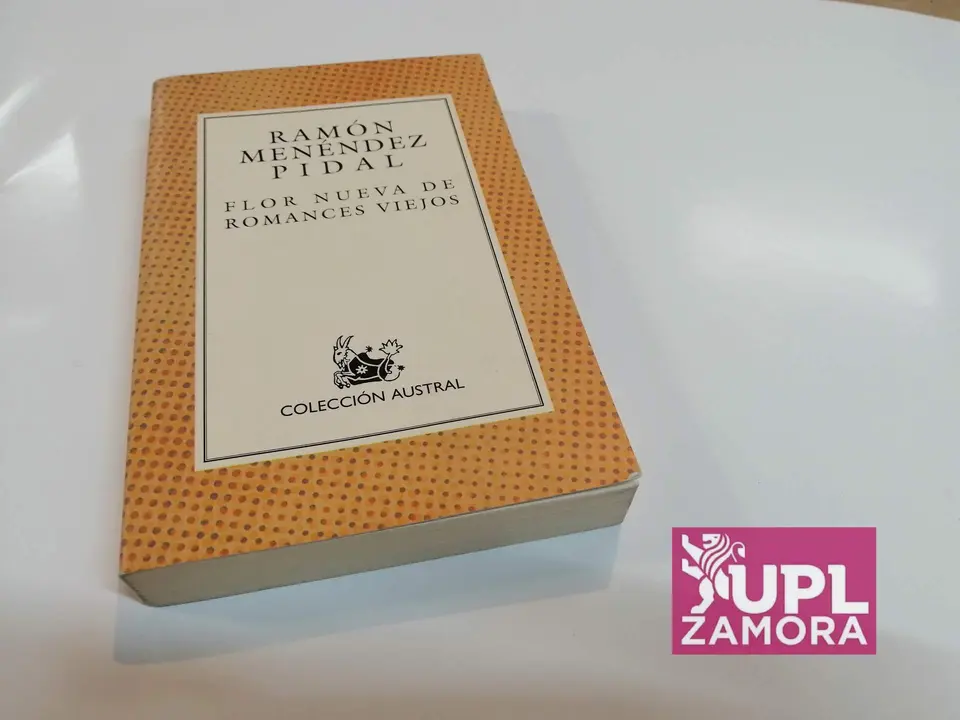 RAMÓN
MENÉNDEZ
PIDAL
FLOR NUEVA DE
ROMANCES VIEJOS
COLECCIÓN AUSTRAL
UPL
ZAMORA